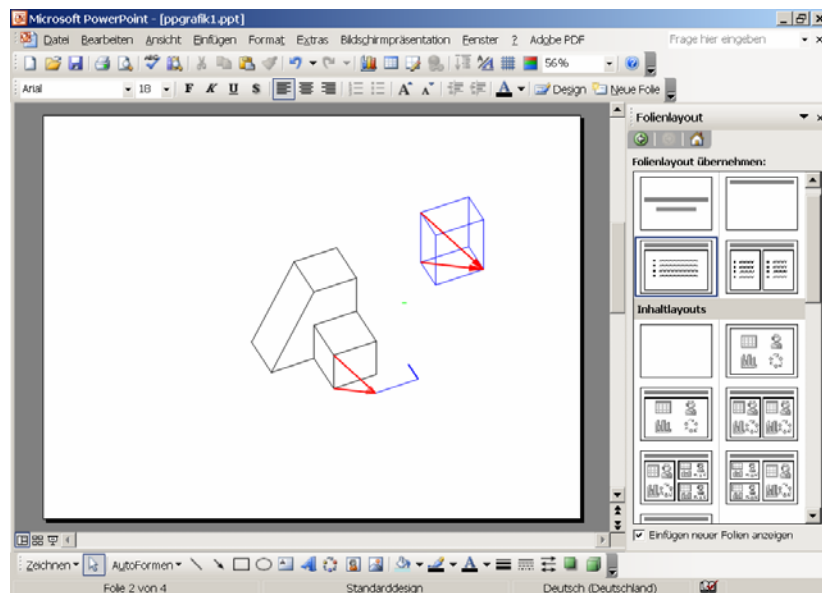 Microsoft PowerPoint - [ppgrafik1.ppt]
Datei Bearbeiten Ansicht Einfügen Format Extras Bildschirmpräsentation Fenster ? Adobe PDF Frage hier eingeben
56%
Arial 18 F K U S Design Neue Folie
Folienlayout
Folienlayout übernehmen:
Inhaltlayouts
Einfügen neuer Folien anzeigen
Zeichnen AutoFormen
Folie 2 von 4 Standarddesign Deutsch (Deutschland)